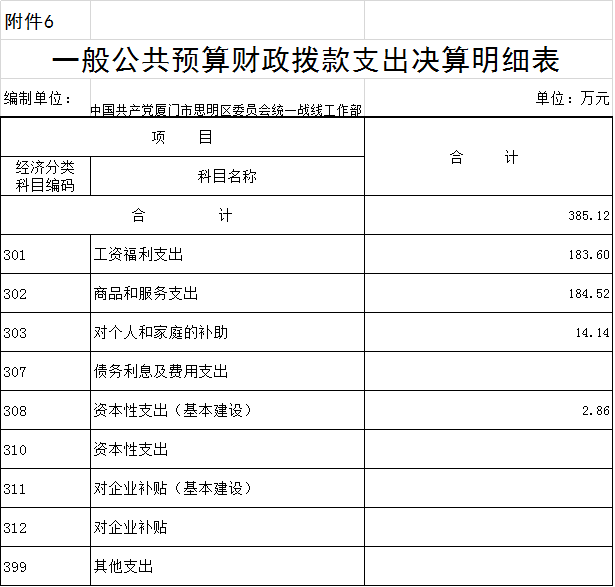 附件6
一般公共预算财政拨款支出决算明细表
编制单位： 中国共产党厦门市思明区委员会统一战线工作部 单位：万元
项 目
合 计
经济分类
科目编码
科目名称
合 计 385.12
301 工资福利支出 183.60
302 商品和服务支出 184.52
303 对个人和家庭的补助 14.14
307 债务利息及费用支出
308 资本性支出（基本建设） 2.86
310 资本性支出
311 对企业补贴（基本建设）
312 对企业补贴
399 其他支出